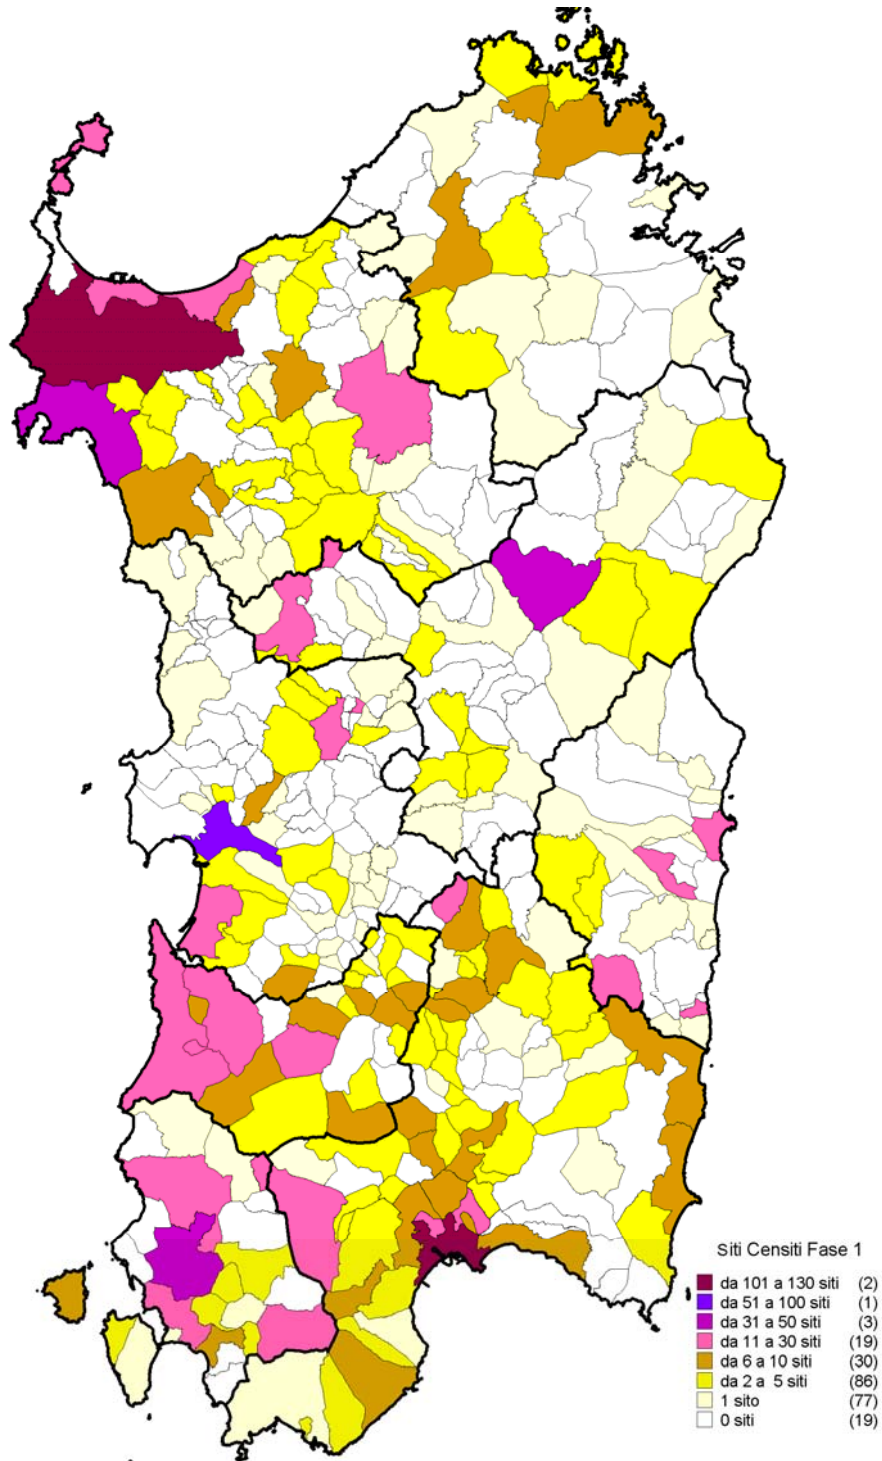 Siti Censiti Fase 1
da 101 a 130 siti (2)
da 51 a 100 siti (1)
da 31 a 50 siti (3)
da 11 a 30 siti (19)
da 6 a 10 siti (30)
da 2 a 5 siti (86)
1 sito (77)
0 siti (19)